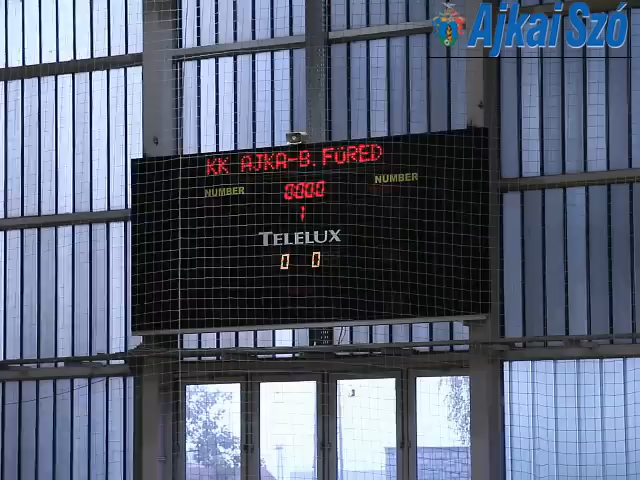 Ajkai Szó
KK AJKA-B.FÜRED
NUMBER 0000 NUMBER
1
TELELUX
0 0